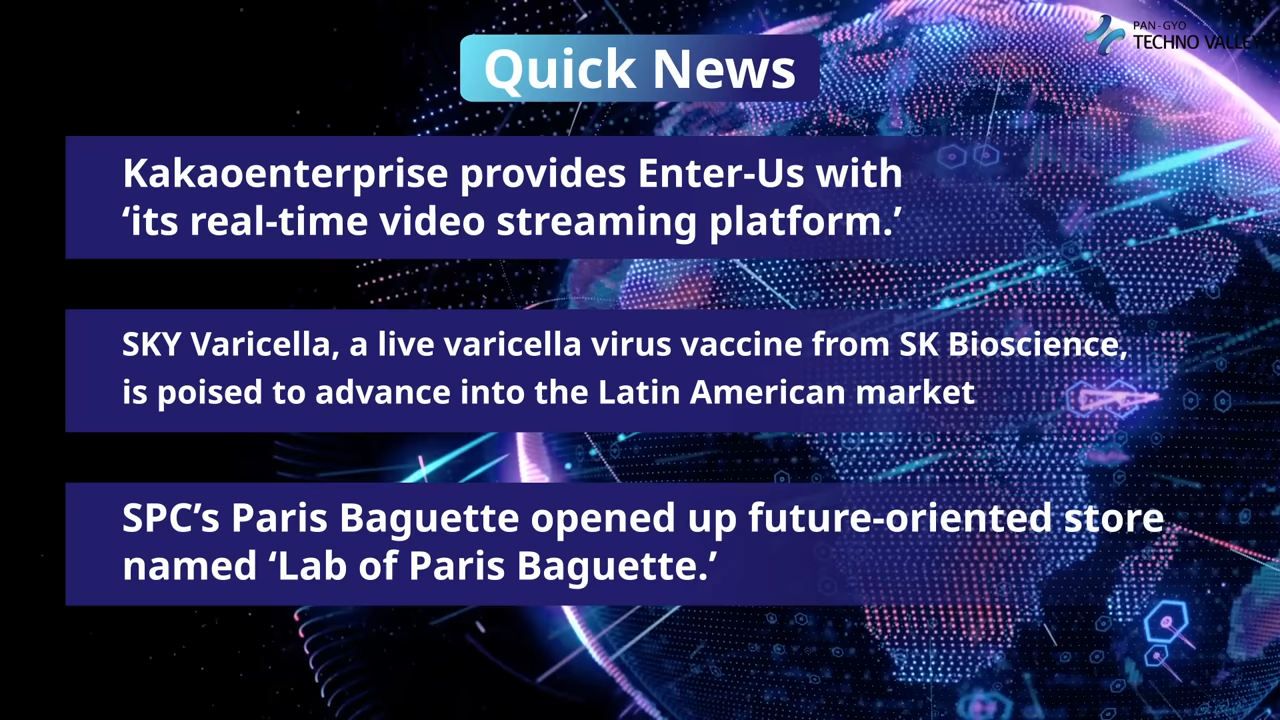 PAN-GYO
TECHNO VALLEY
Quick News
Kakaoenterprise provides Enter-Us with
‘its real-time video streaming platform.’
SKY Varicella, a live varicella virus vaccine from SK Bioscience,
is poised to advance into the Latin American market
SPC’s Paris Baguette opened up future-oriented store
named ‘Lab of Paris Baguette.’